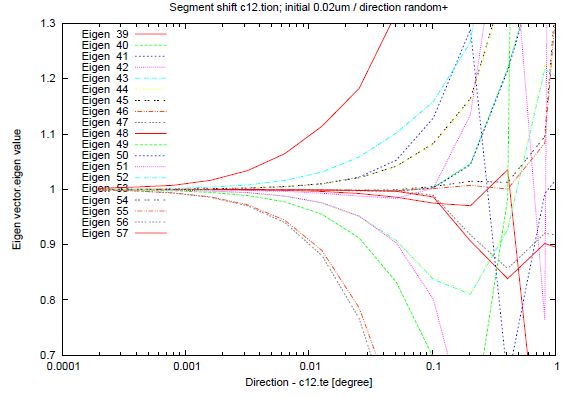 Segment shift c12.tion; initial 0.02um / direction random+
Eigen vector.eigen value
1.3
1.2
1.1
1
0.9
0.8
0.7
Eigen 39
Eigen 40
Eigen 41
Eigen 42
Eigen 43
Eigen 44
Eigen 45
Eigen 46
Eigen 47
Eigen 48
Eigen 49
Eigen 50
Eigen 51
Eigen 52
Eigen 53
Eigen 54
Eigen 55
Eigen 56
Eigen 57
0.0001 0.001 0.01 0.1 1
Direction - c12.te [degree]